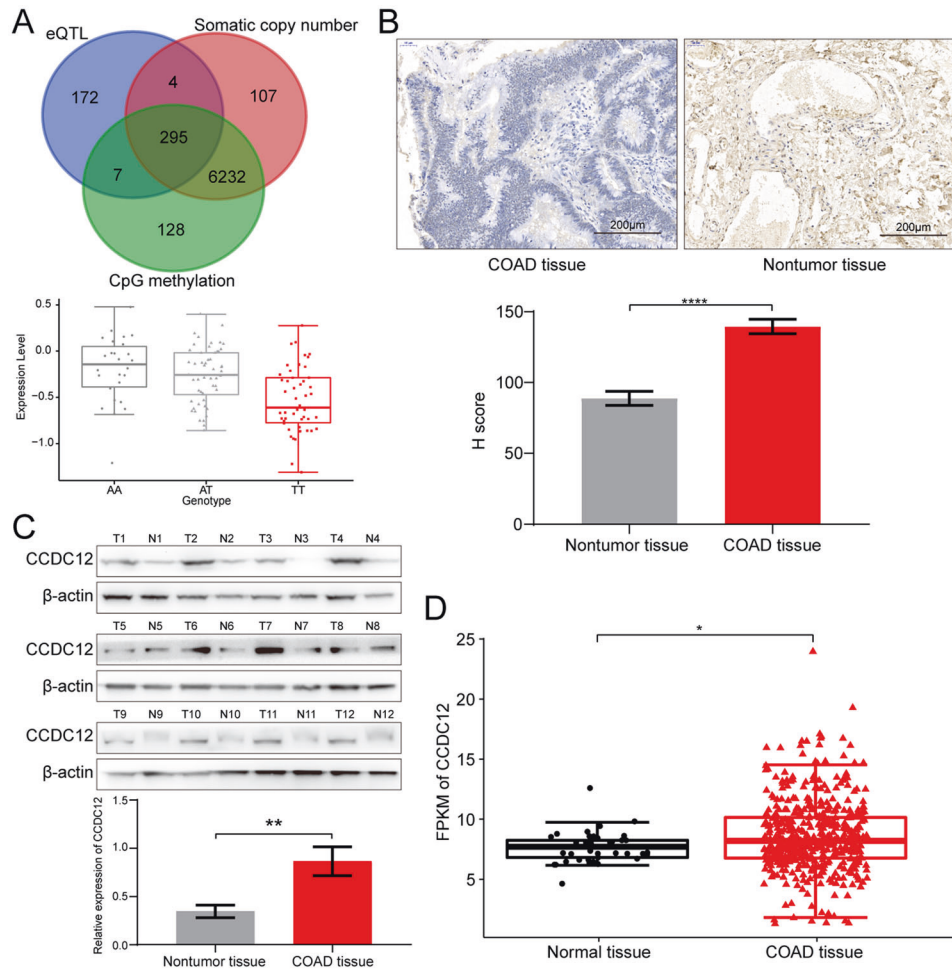 A
eQTL
Somatic copy number
172
4
107
295
7
6232
128
CpG methylation
Expression Level
0.5
0.0
−0.5
−1.0
AA
AT
TT
Genotype
B
200μm
200μm
COAD tissue
Nontumor tissue
****
H score
150
100
50
0
Nontumor tissue
COAD tissue
C
T1 N1 T2 N2 T3 N3 T4 N4
CCDC12
β-actin
T5 N5 T6 N6 T7 N7 T8 N8
CCDC12
β-actin
T9 N9 T10 N10 T11 N11 T12 N12
CCDC12
β-actin
Relative expression of CCDC12
1.5
1.0
0.5
0.0
**
Nontumor tissue
COAD tissue
D
FPKM of CCDC12
25
20
15
10
5
*
Normal tissue
COAD tissue